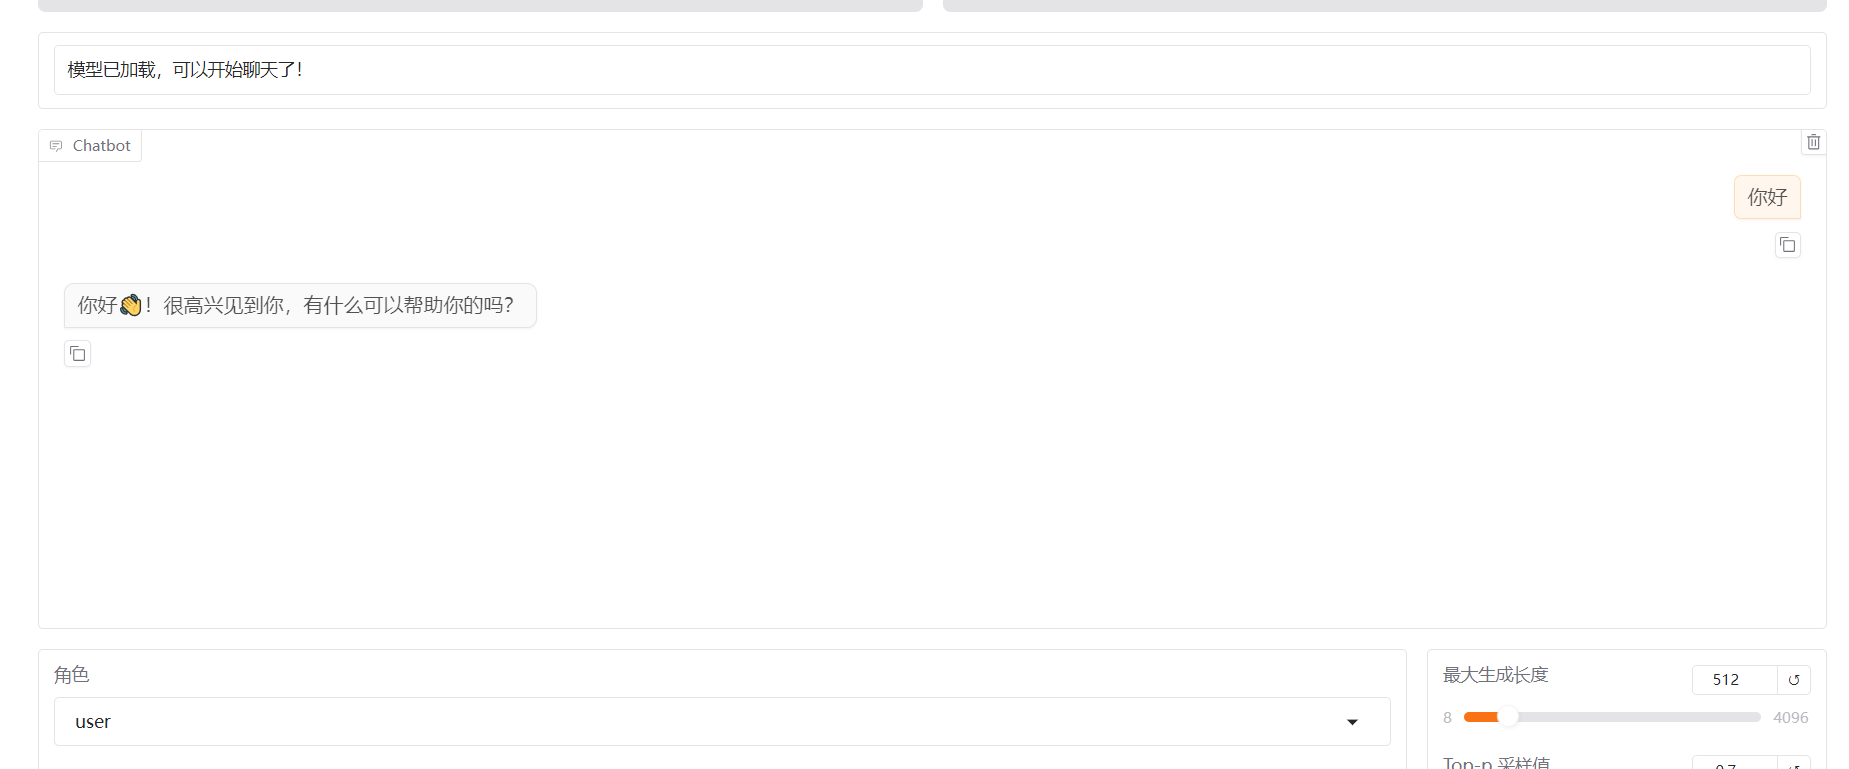 模型已加载，可以开始聊天了！
Chatbot
你好
你好👏！很高兴见到你，有什么可以帮助你的吗？
角色
user
最大生成长度
512
8
4096
Top-p 采样值
0.7